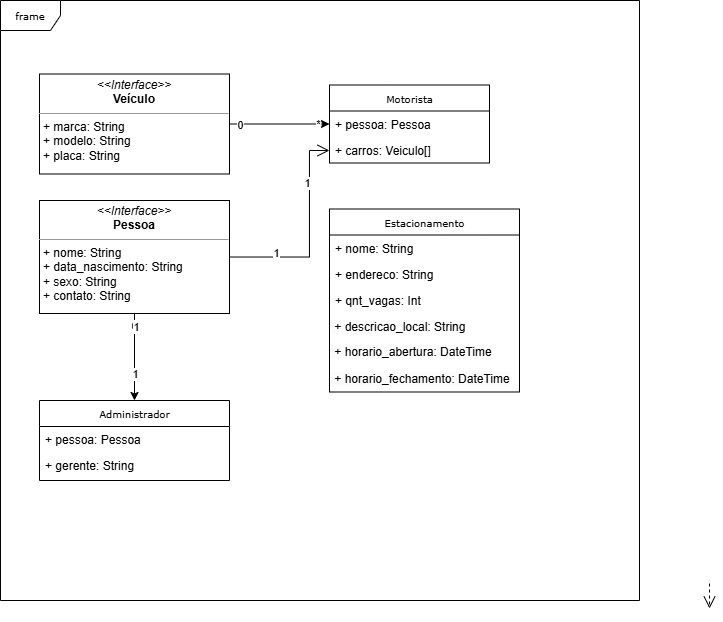 frame
<<Interface>>
Veículo
+ marca: String
+ modelo: String
+ placa: String
0
*
Motorista
+ pessoa: Pessoa
+ carros: Veiculo[]
<<Interface>>
Pessoa
+ nome: String
+ data_nascimento: String
+ sexo: String
+ contato: String
1
1
Estacionamento
+ nome: String
+ endereco: String
+ qnt_vagas: Int
+ descricao_local: String
+ horario_abertura: DateTime
+ horario_fechamento: DateTime
1
1
Administrador
+ pessoa: Pessoa
+ gerente: String